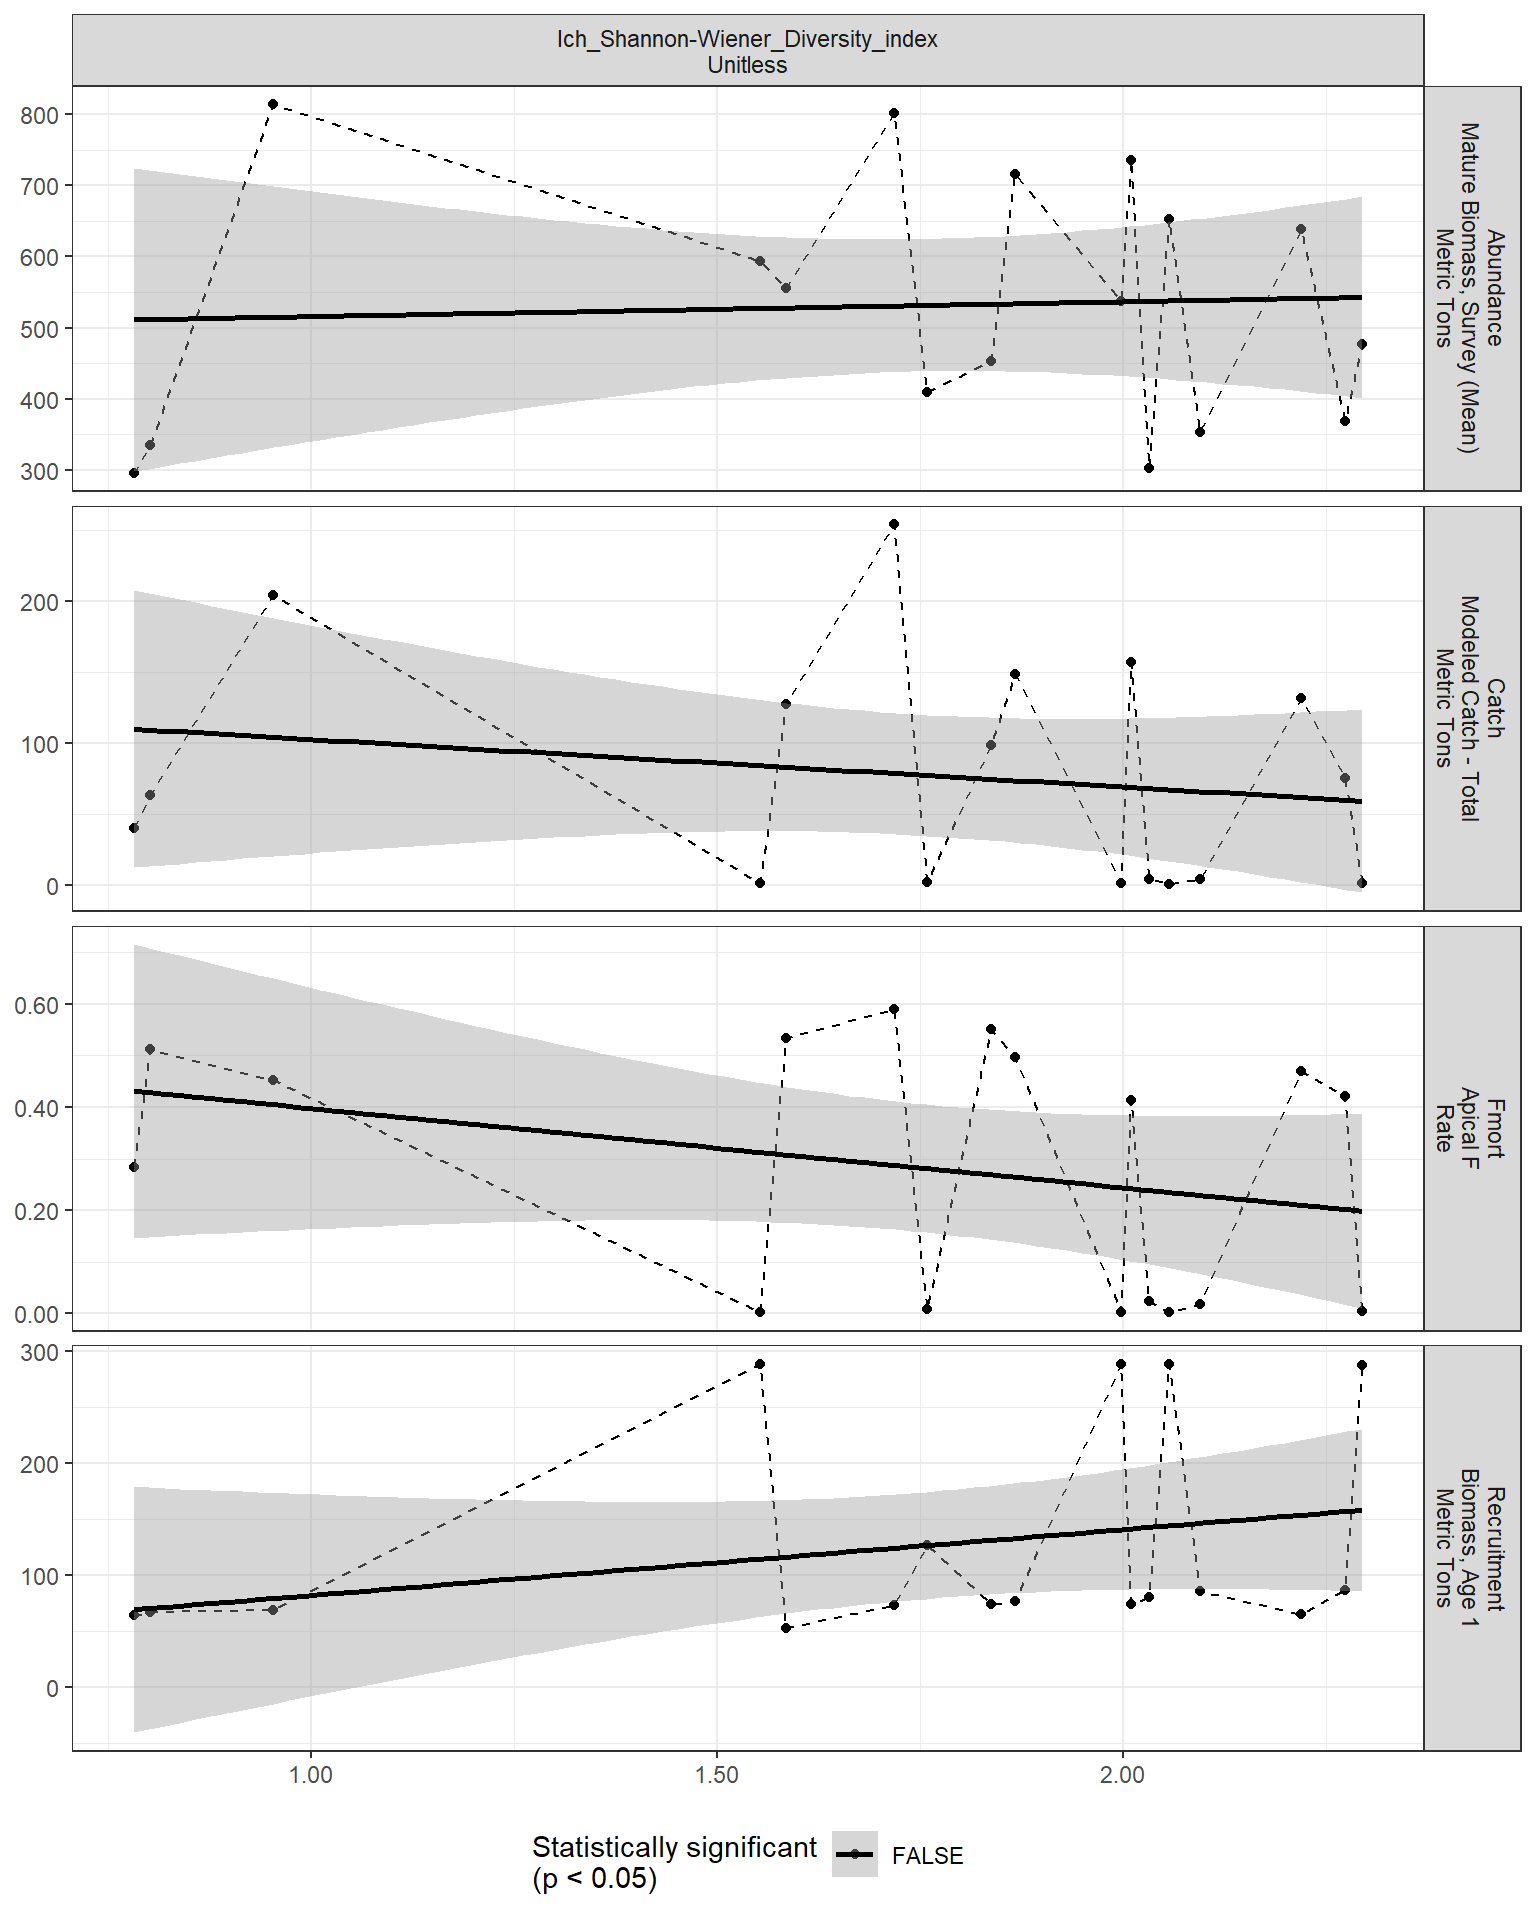 Ich_Shannon-Wiener_Diversity_index
Unitless
800
700
600
500
400
300
Abundance
Mature Biomass, Survey (Mean)
Metric Tons
200
100
0
Catch
Modeled Catch - Total
Metric Tons
0.60
0.40
0.20
0.00
Fmort
Apical F
Rate
300
200
100
0
Recruitment
Biomass, Age 1
Metric Tons
1.00
1.50
2.00
Statistically significant
(p < 0.05)
FALSE